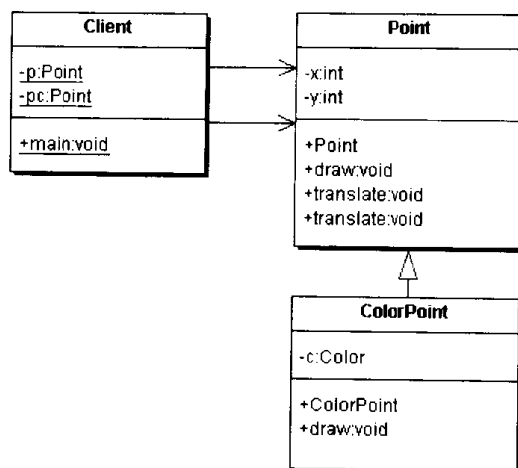 Client
-p:Point
-pc:Point
+main:void
Point
-x:int
-y:int
+Point
+draw:void
+translate:void
+translate:void
ColorPoint
-c:Color
+ColorPoint
+draw:void